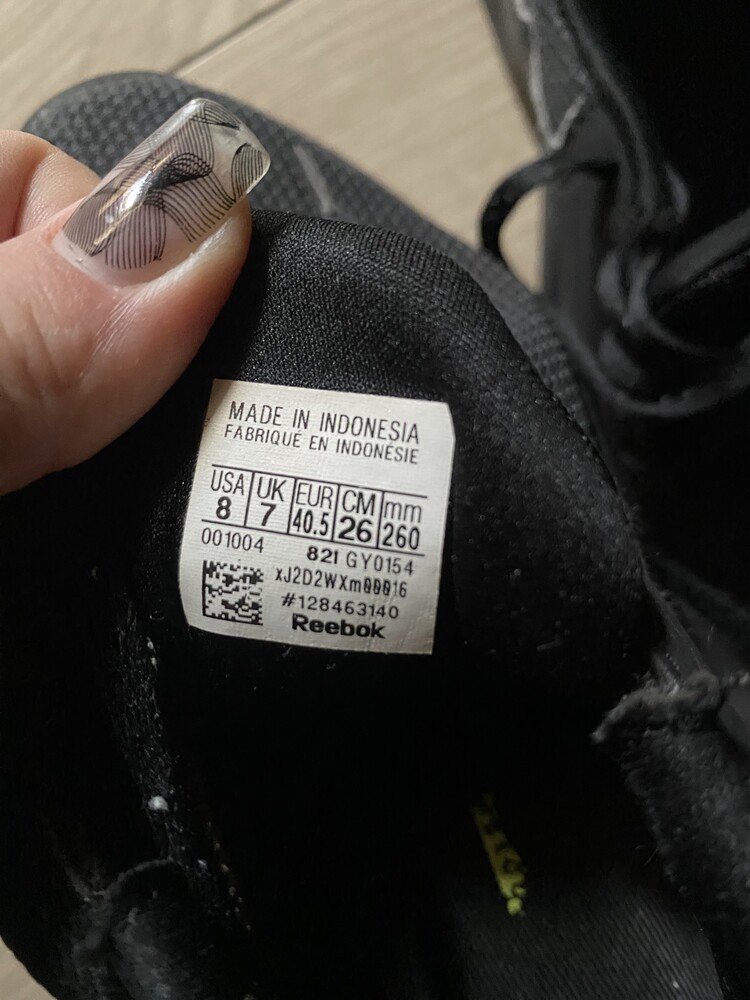 MADE IN INDONESIA
FABRIQUÉ EN INDONÉSIE
USA UK EUR CM mm
8 7 40.5 26 260
001004 821 GY0154
xJ2D2WXm00016
#128463140
Reebok